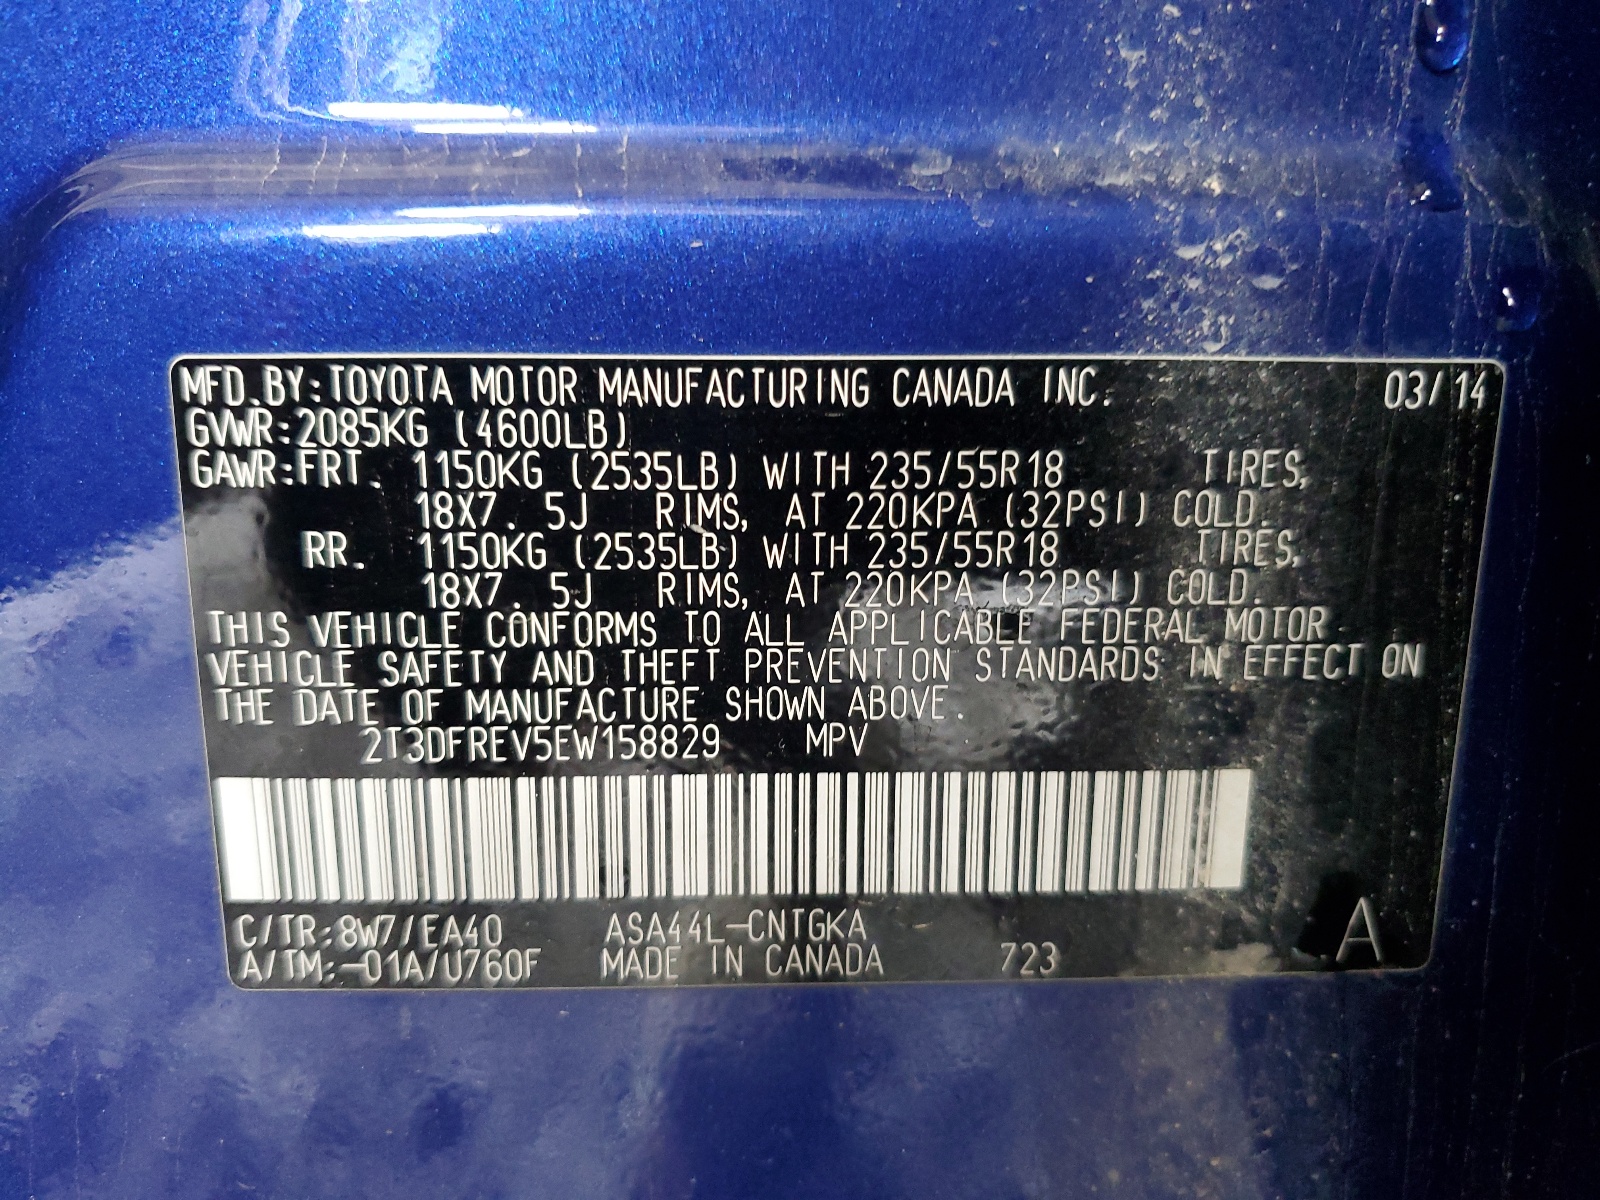 MFD.BY:TOYOTA MOTOR MANUFACTURING CANADA INC. 03/14
GVWR:2085KG (4600LB)
GAWR:FRT. 1150KG (2535LB) WITH 235/55R18 TIRES,
18X7.5J RIMS, AT 220KPA (32PSI) COLD.
RR. 1150KG (2535LB) WITH 235/55R18 TIRES,
18X7.5J RIMS, AT 220KPA (32PSI) COLD.
THIS VEHICLE CONFORMS TO ALL APPLICABLE FEDERAL MOTOR
VEHICLE SAFETY AND THEFT PREVENTION STANDARDS IN EFFECT ON
THE DATE OF MANUFACTURE SHOWN ABOVE.
2T3DFREV5EW158829 MPV
C/TR:8W7/EA40 ASA44L-CNTGKA A
A/TM:-01A/U760F MADE IN CANADA 723